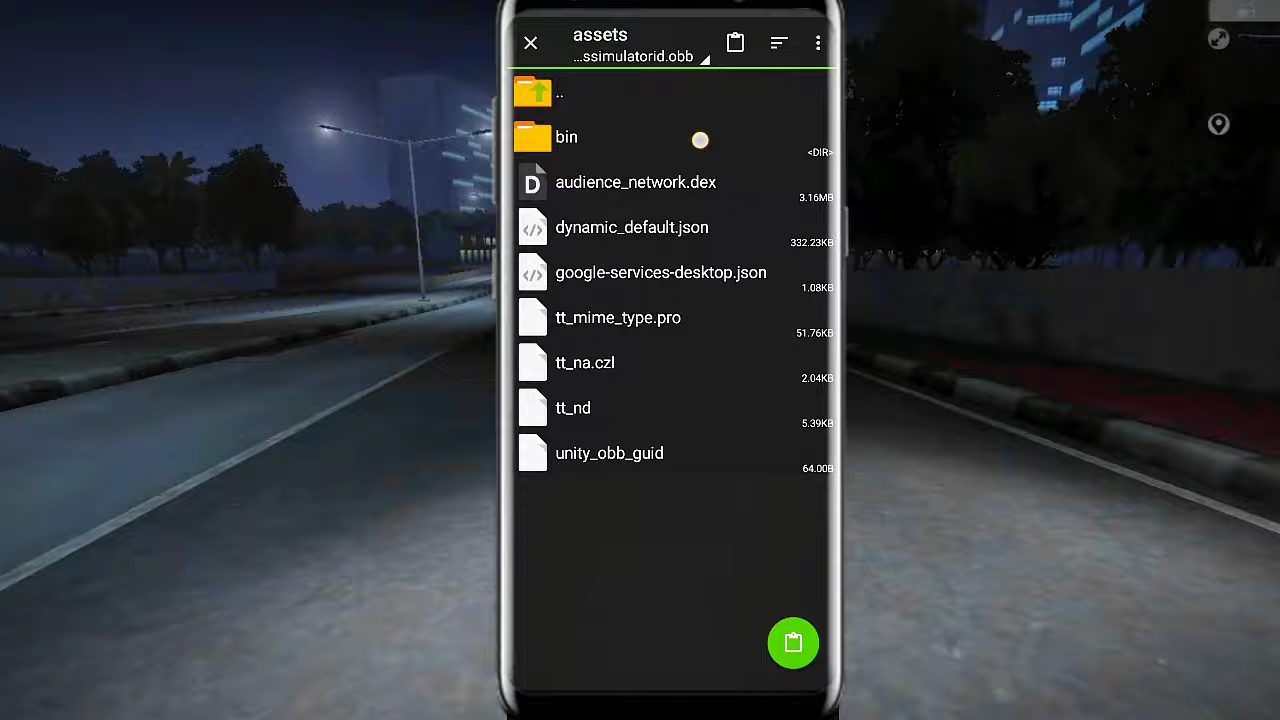 assets
...ssimulatorid.obb
..
bin
<DIR>
D
audience_network.dex
3.16MB
dynamic_default.json
332.23KB
google-services-desktop.json
1.08KB
tt_mime_type.pro
51.76KB
tt_na.czl
2.04KB
tt_nd
5.39KB
unity_obb_guid
64.00B